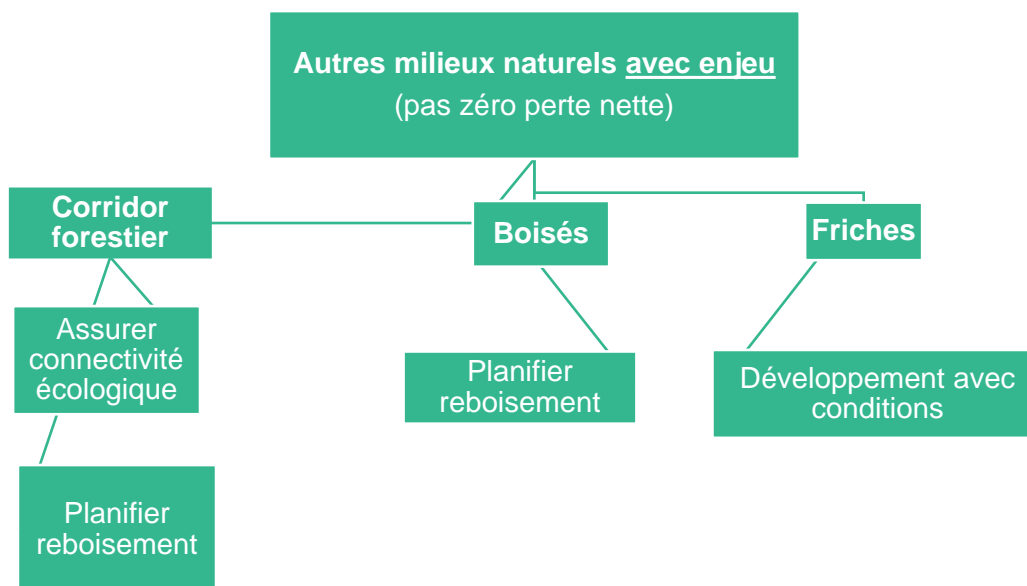 Autres milieux naturels avec enjeu
(pas zéro perte nette)
Corridor
forestier
Boisés
Friches
Assurer
connectivité
écologique
Planifier
reboisement
Développement avec
conditions
Planifier
reboisement